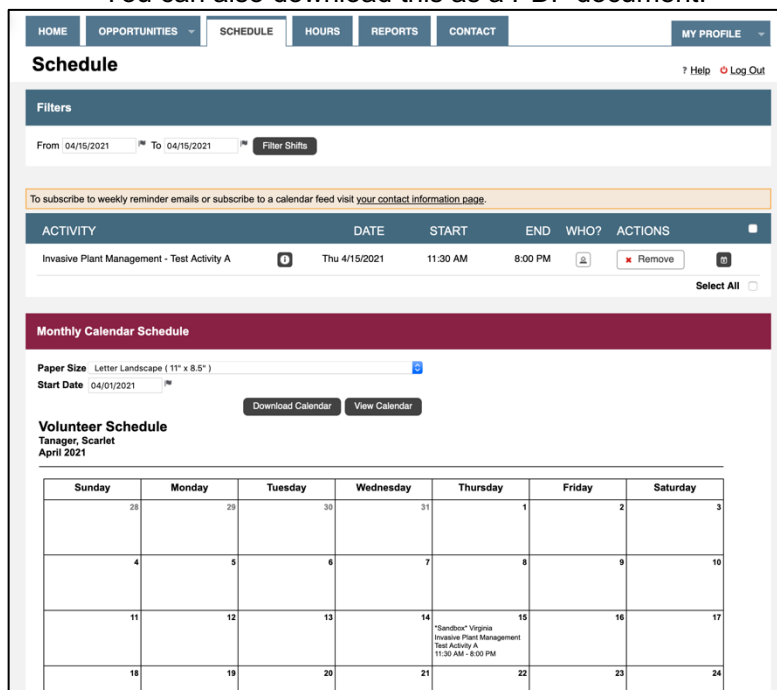 You can also download this as a PDF document.
HOME OPPORTUNITIES SCHEDULE HOURS REPORTS CONTACT MY PROFILE
Schedule
? Help Log Out
Filters
From 04/15/2021 To 04/15/2021 Filter Shifts
To subscribe to weekly reminder emails or subscribe to a calendar feed visit your contact information page.
ACTIVITY DATE START END WHO? ACTIONS
Invasive Plant Management - Test Activity A Thu 4/15/2021 11:30 AM 8:00 PM Remove
Select All
Monthly Calendar Schedule
Paper Size Letter Landscape ( 11" x 8.5" )
Start Date 04/01/2021
Download Calendar View Calendar
Volunteer Schedule
Tanager, Scarlet
April 2021
Sunday Monday Tuesday Wednesday Thursday Friday Saturday
28 29 30 31 1 2 3
4 5 6 7 8 9 10
11 12 13 14 15 16 17
"Sandbox" Virginia
Invasive Plant Management
Test Activity A
11:30 AM - 8:00 PM
18 19 20 21 22 23 24